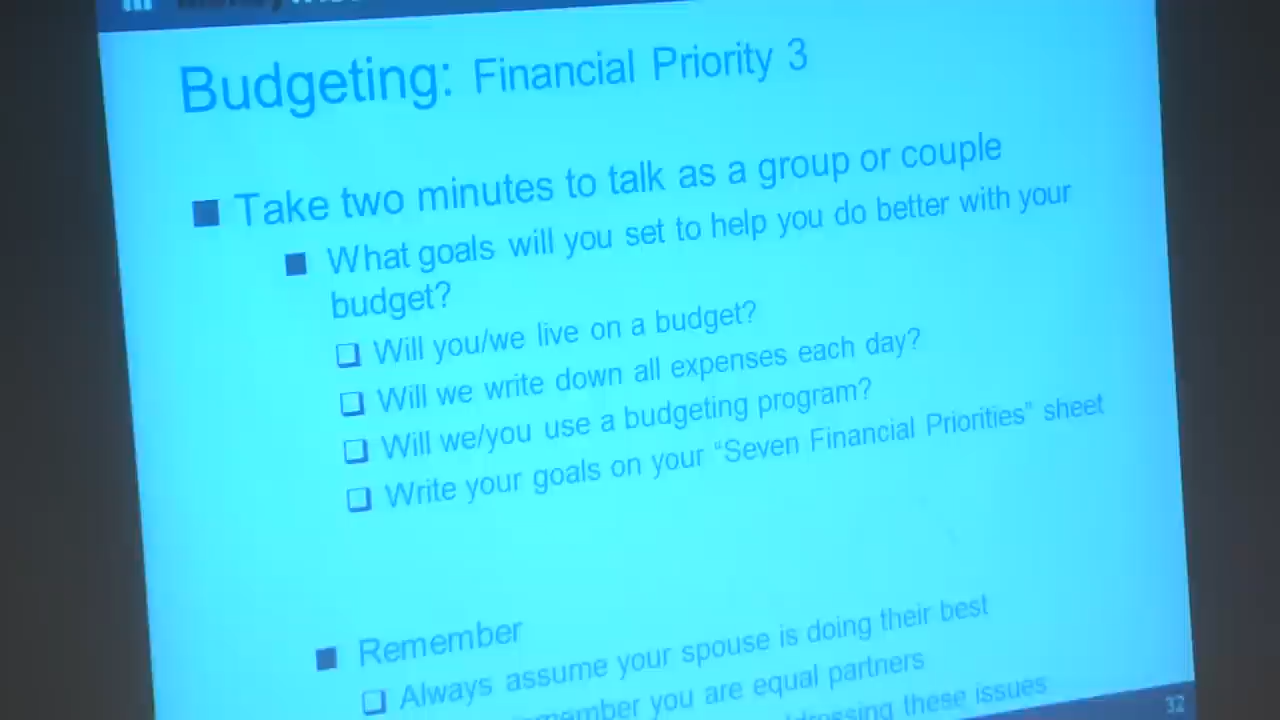 Budgeting: Financial Priority 3
Take two minutes to talk as a group or couple
What goals will you set to help you do better with your
budget?
Will you/we live on a budget?
Will we write down all expenses each day?
Will we/you use a budgeting program?
Write your goals on your “Seven Financial Priorities” sheet
Remember
Always assume your spouse is doing their best
you are equal partners
these issues
32